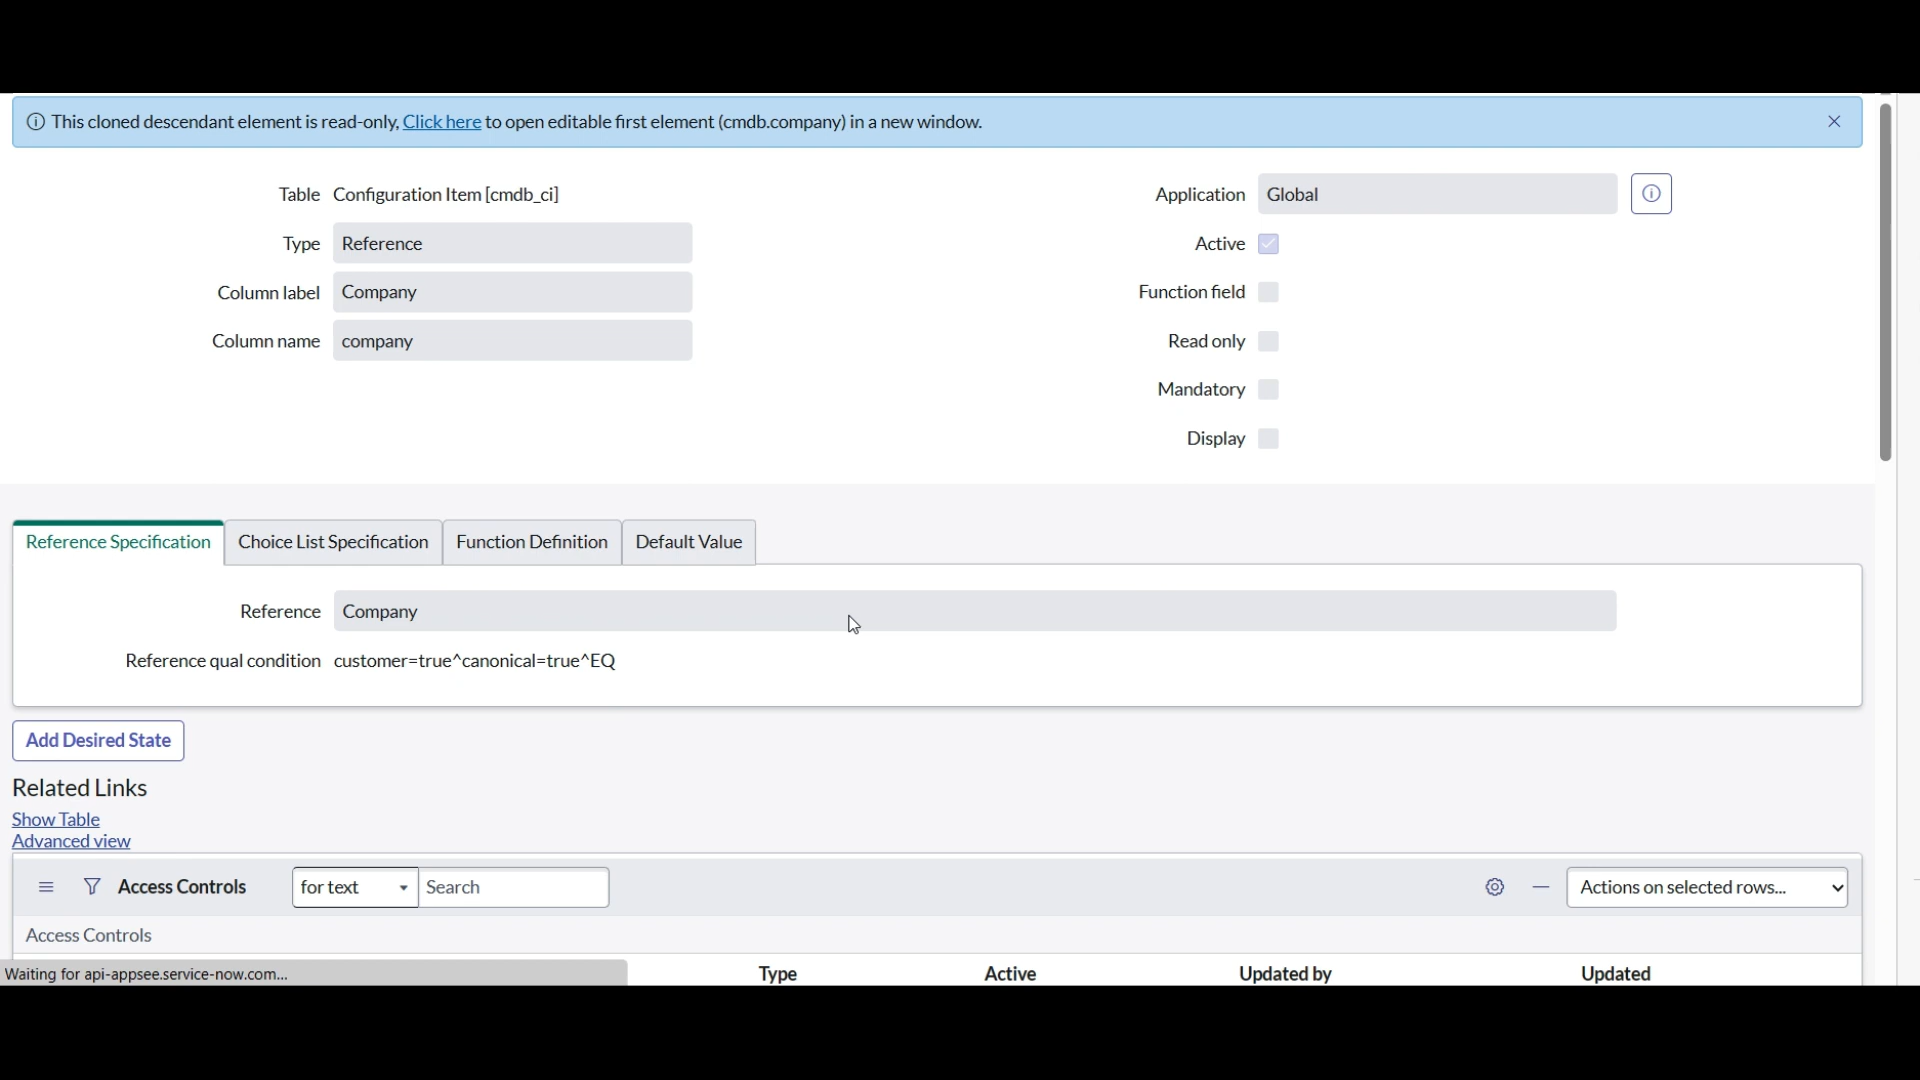 This cloned descendant element is read-only, Click here to open editable first element (cmdb.company) in a new window.
Table Configuration Item [cmdb_ci]
Application Global
Type Reference
Active
Column label Company
Function field
Column name company
Read only
Mandatory
Display
Reference Specification Choice List Specification Function Definition Default Value
Reference Company
Reference qual condition customer=true^canonical=true^EQ
Add Desired State
Related Links
Show Table
Advanced view
Access Controls for text Search Actions on selected rows...
Access Controls
Waiting for api-appsee.service-now.com... Type Active Updated by Updated